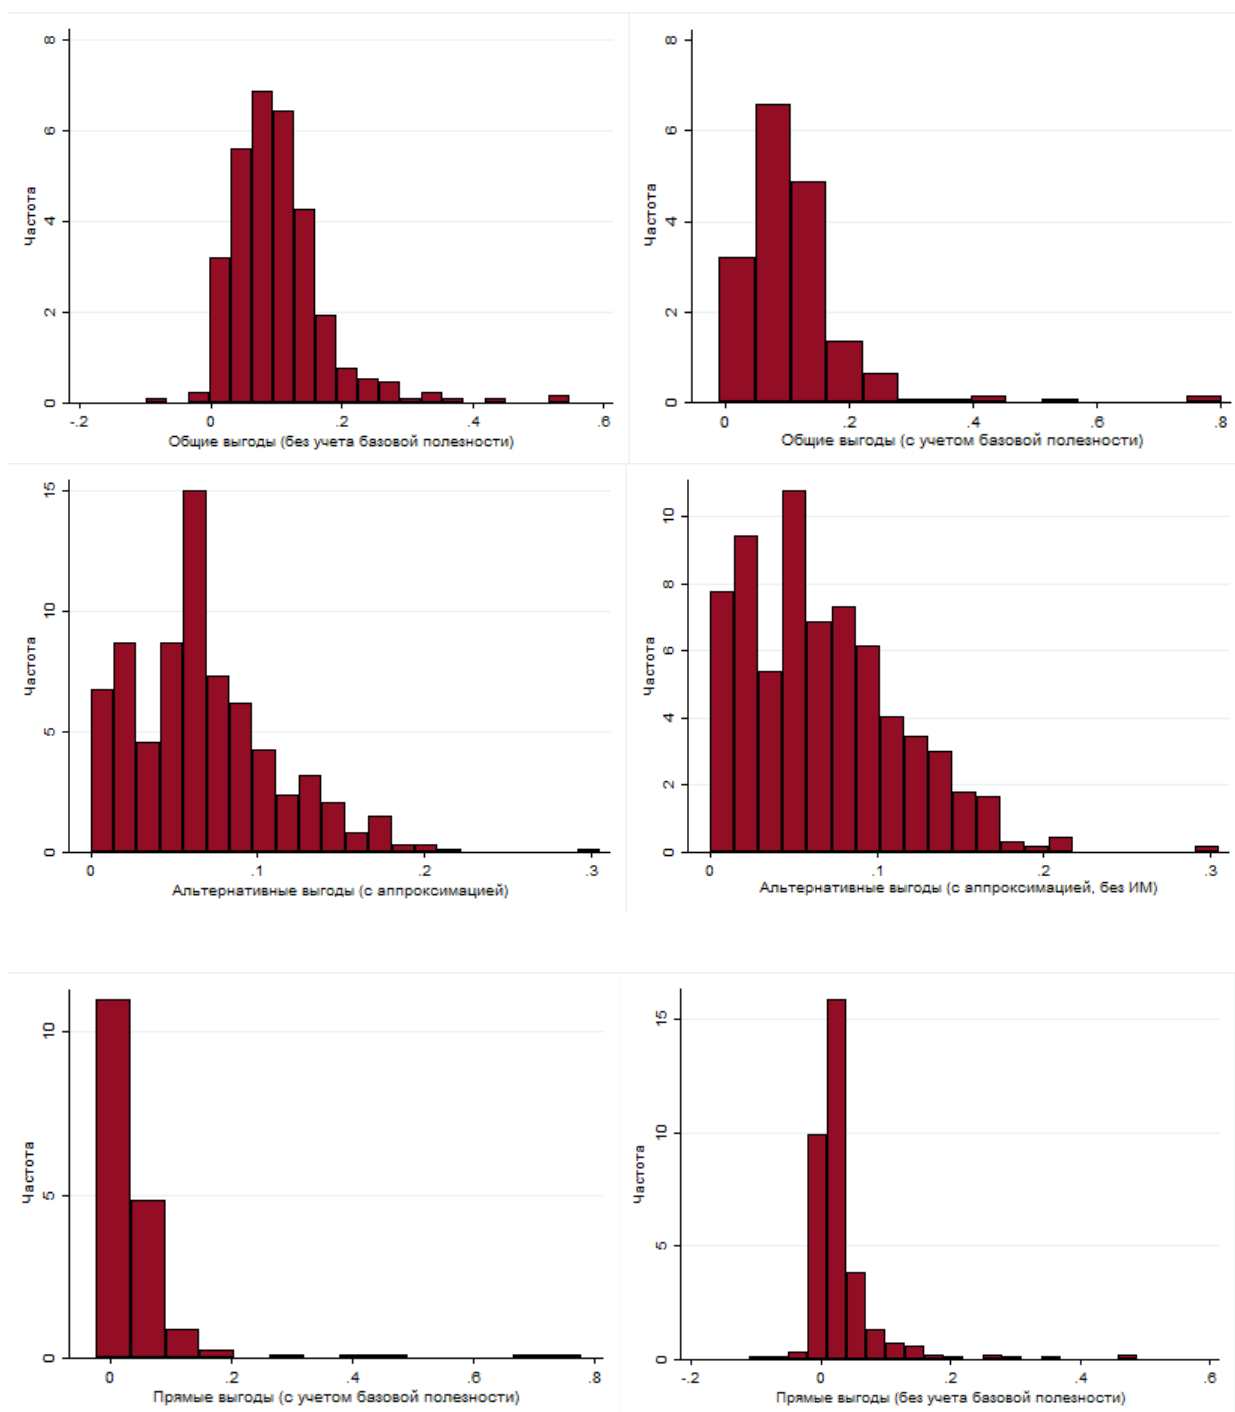 8
6
4
2
0
Частота
-.2 0 .2 .4 .6
Общие выгоды (без учета базовой полезности)
8
6
4
2
0
Частота
0 .2 .4 .6 .8
Общие выгоды (с учетом базовой полезности)
15
10
5
0
Частота
0 .1 .2 .3
Альтернативные выгоды (с аппроксимацией)
10
8
6
4
2
0
Частота
0 .1 .2 .3
Альтернативные выгоды (с аппроксимацией, без ИМ)
10
5
0
Частота
0 .2 .4 .6 .8
Прямые выгоды (с учетом базовой полезности)
15
10
5
0
Частота
-.2 0 .2 .4 .6
Прямые выгоды (без учета базовой полезности)